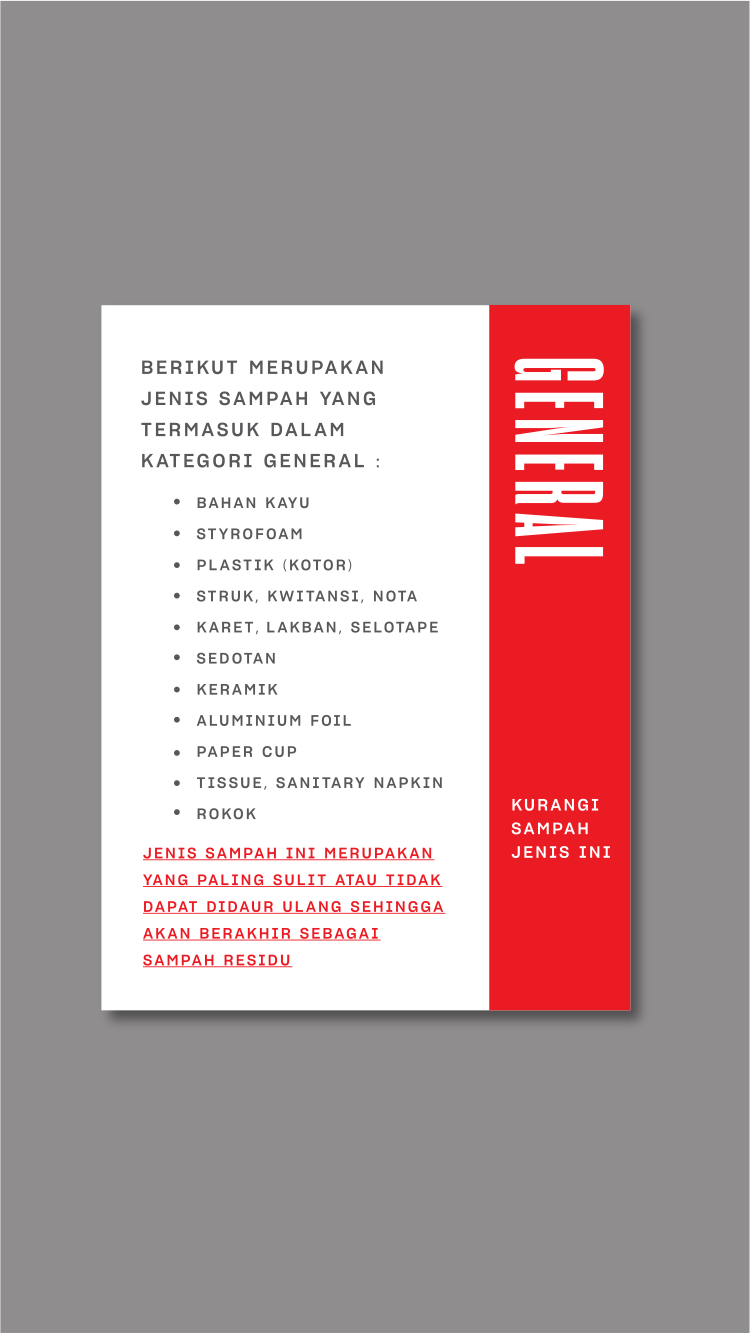 BERIKUT MERUPAKAN
JENIS SAMPAH YANG
TERMASUK DALAM
KATEGORI GENERAL :
• BAHAN KAYU
• STYROFOAM
• PLASTIK (KOTOR)
• STRUK, KWITANSI, NOTA
• KARET, LAKBAN, SELOTAPE
• SEDOTAN
• KERAMIK
• ALUMINIUM FOIL
• PAPER CUP
• TISSUE, SANITARY NAPKIN
• ROKOK
JENIS SAMPAH INI MERUPAKAN
YANG PALING SULIT ATAU TIDAK
DAPAT DIDAUR ULANG SEHINGGA
AKAN BERAKHIR SEBAGAI
SAMPAH RESIDU
GENERAL
KURANGI
SAMPAH
JENIS INI